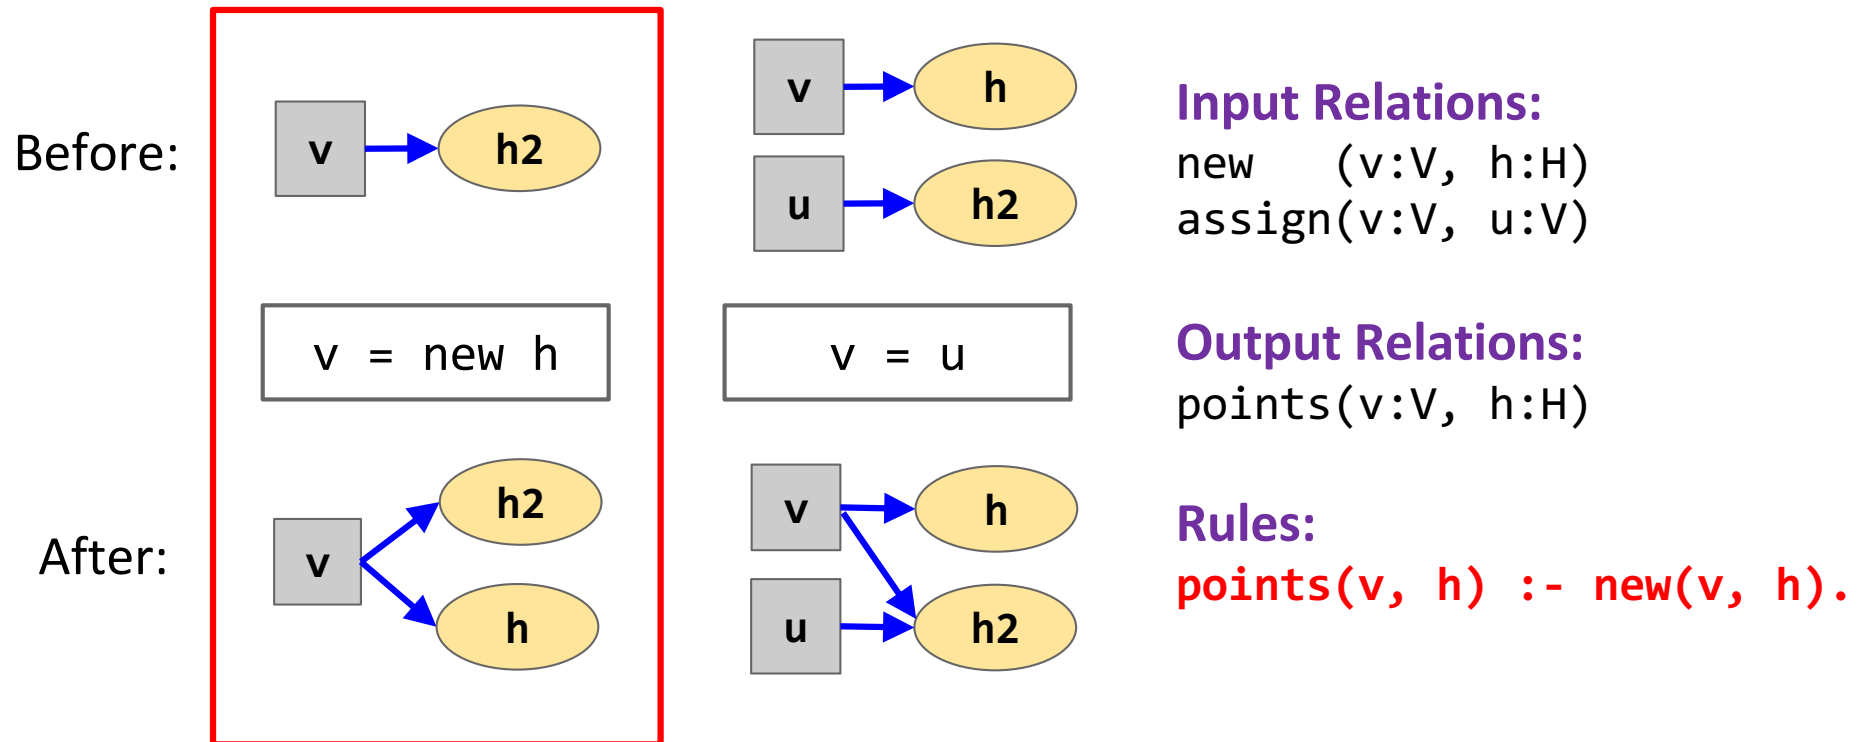 Before:
v
h2
v = new h
After:
v
h2
h
v
h
u
h2
v = u
v
h
u
h2
Input Relations:
new   (v:V, h:H)
assign(v:V, u:V)
Output Relations:
points(v:V, h:H)
Rules:
points(v, h) :- new(v, h).